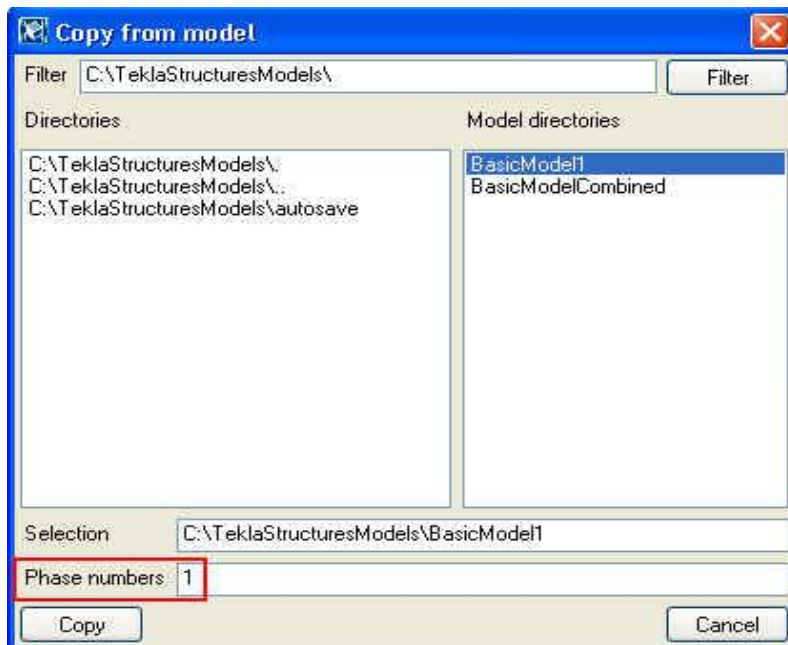 Copy from model
Filter C:\TeklaStructuresModels\ Filter
Directories Model directories
C:\TeklaStructuresModels\. BasicModel1
C:\TeklaStructuresModels\.. BasicModelCombined
C:\TeklaStructuresModels\autosave
Selection C:\TeklaStructuresModels\BasicModel1
Phase numbers 1
Copy Cancel